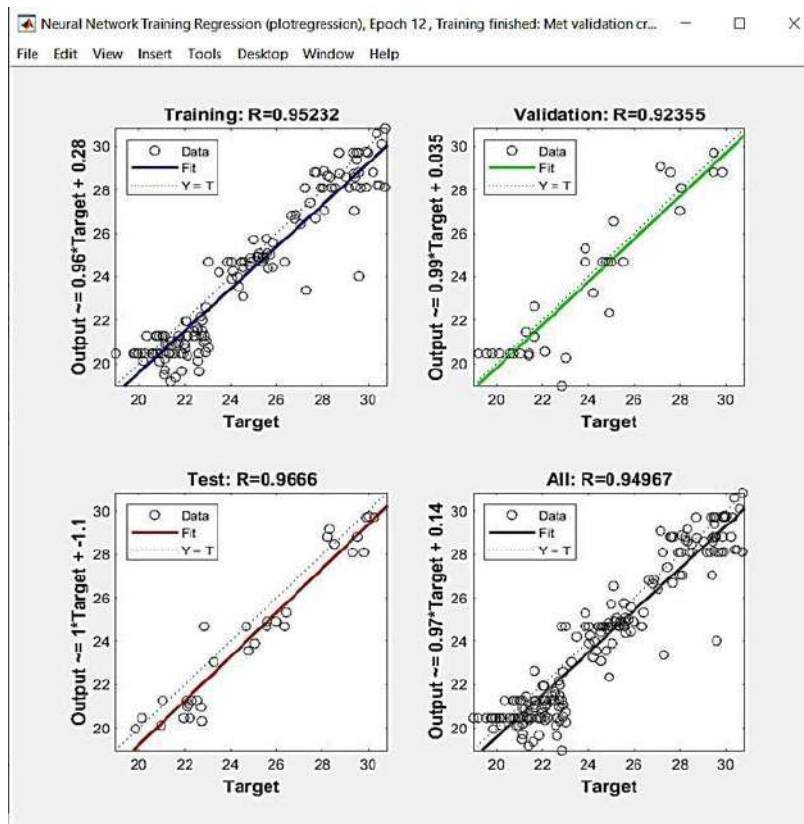 Neural Network Training Regression (plotregression), Epoch 12, Training finished: Met validation cr...
File Edit View Insert Tools Desktop Window Help
Training: R=0.95232
Output ~= 0.96*Target + 0.28
30
28
26
24
22
20
Data
Fit
Y = T
20 22 24 26 28 30
Target
Validation: R=0.92355
Output ~= 0.99*Target + 0.035
30
28
26
24
22
20
Data
Fit
Y = T
20 22 24 26 28 30
Target
Test: R=0.9666
Output ~= 1*Target + -1.1
30
28
26
24
22
20
Data
Fit
Y = T
20 22 24 26 28 30
Target
All: R=0.94967
Output ~= 0.97*Target + 0.14
30
28
26
24
22
20
Data
Fit
Y = T
20 22 24 26 28 30
Target